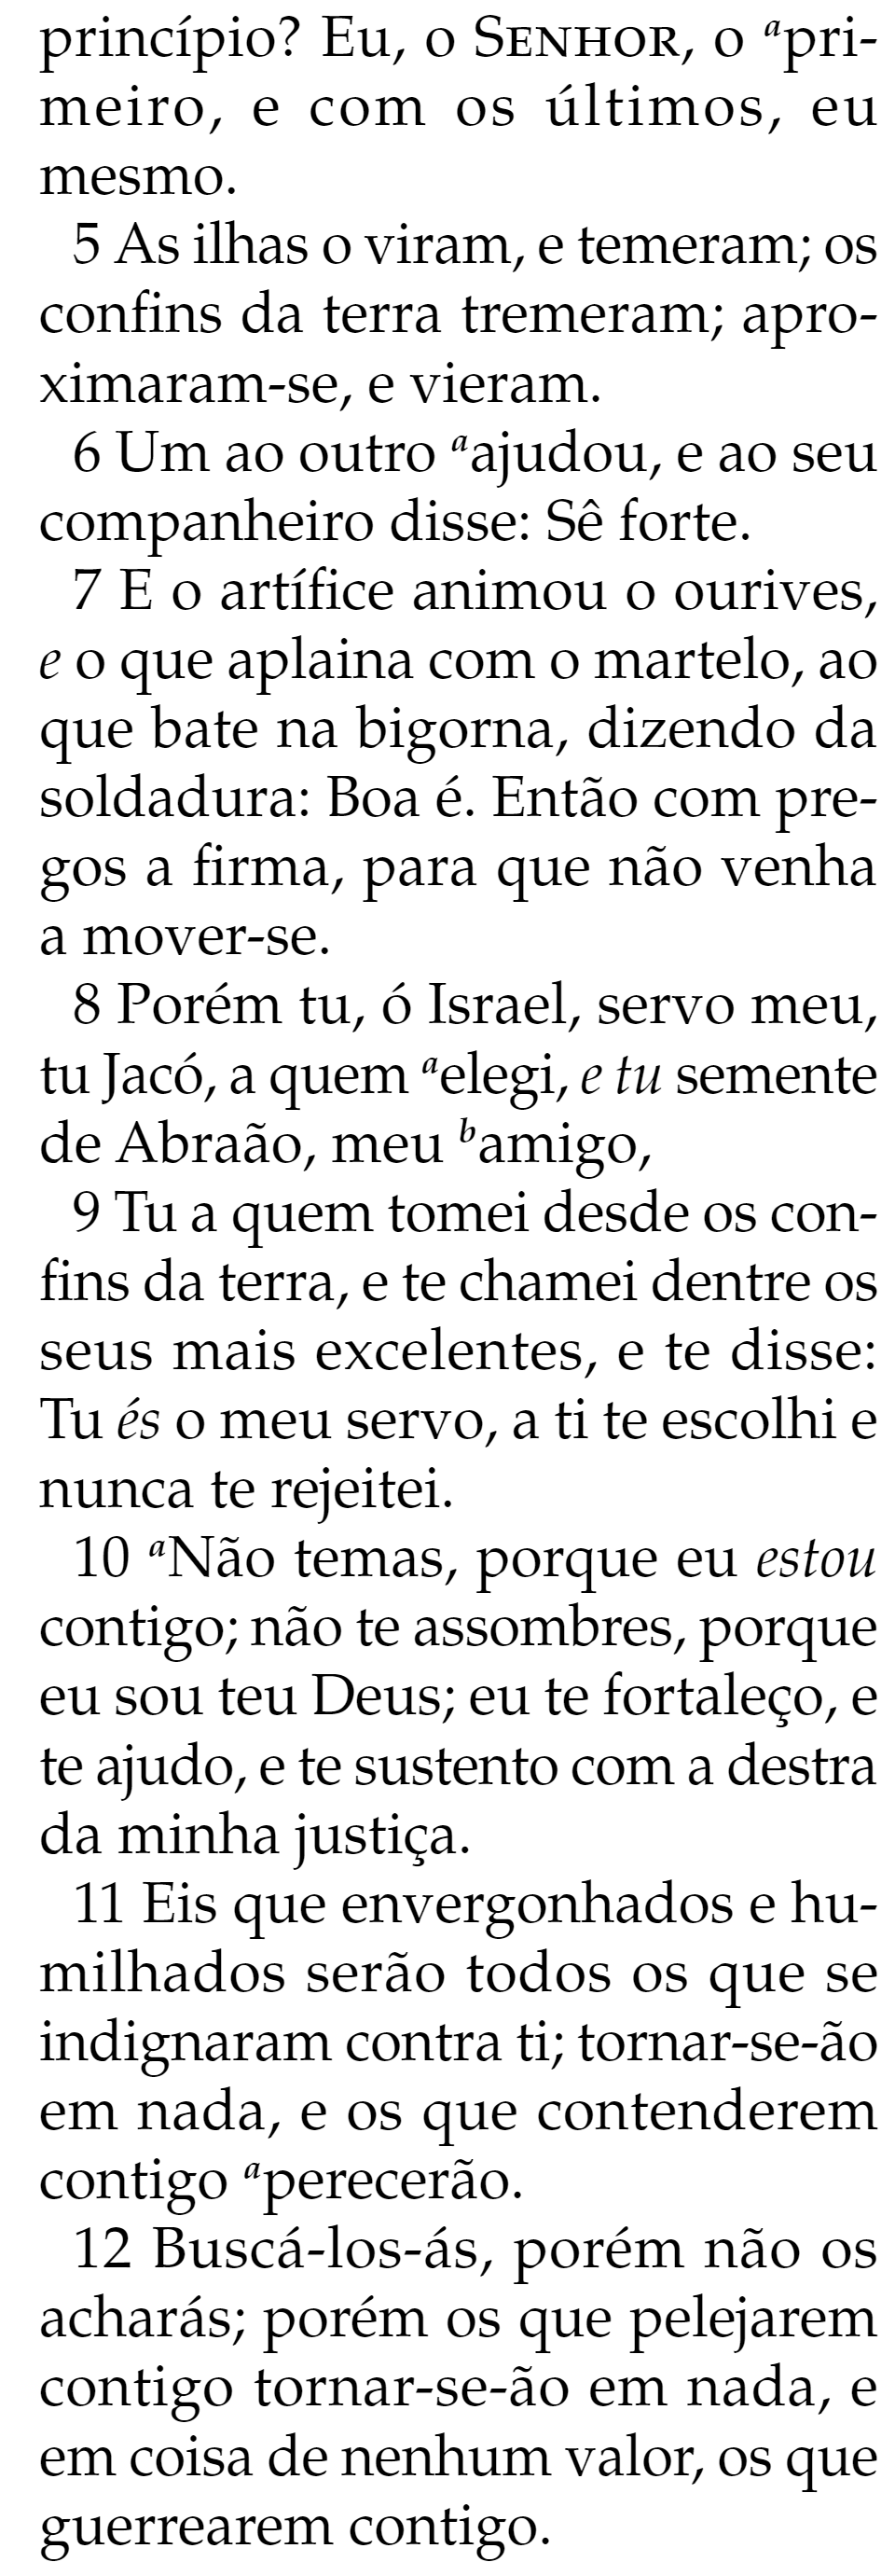 princípio? Eu, o SENHOR, o ᵃpri-
meiro, e com os últimos, eu
mesmo.
5 As ilhas o viram, e temeram; os
confins da terra tremeram; apro-
ximaram-se, e vieram.
6 Um ao outro ᵃajudou, e ao seu
companheiro disse: Sê forte.
7 E o artífice animou o ourives,
e o que aplaina com o martelo, ao
que bate na bigorna, dizendo da
soldadura: Boa é. Então com pre-
gos a firma, para que não venha
a mover-se.
8 Porém tu, ó Israel, servo meu,
tu Jacó, a quem ᵃelegi, e tu semente
de Abraão, meu ᵇamigo,
9 Tu a quem tomei desde os con-
fins da terra, e te chamei dentre os
seus mais excelentes, e te disse:
Tu és o meu servo, a ti te escolhi e
nunca te rejeitei.
10 ᵃNão temas, porque eu estou
contigo; não te assombres, porque
eu sou teu Deus; eu te fortaleço, e
te ajudo, e te sustento com a destra
da minha justiça.
11 Eis que envergonhados e hu-
milhados serão todos os que se
indignaram contra ti; tornar-se-ão
em nada, e os que contenderem
contigo ᵃperecerão.
12 Buscá-los-ás, porém não os
acharás; porém os que pelejarem
contigo tornar-se-ão em nada, e
em coisa de nenhum valor, os que
guerrearem contigo.